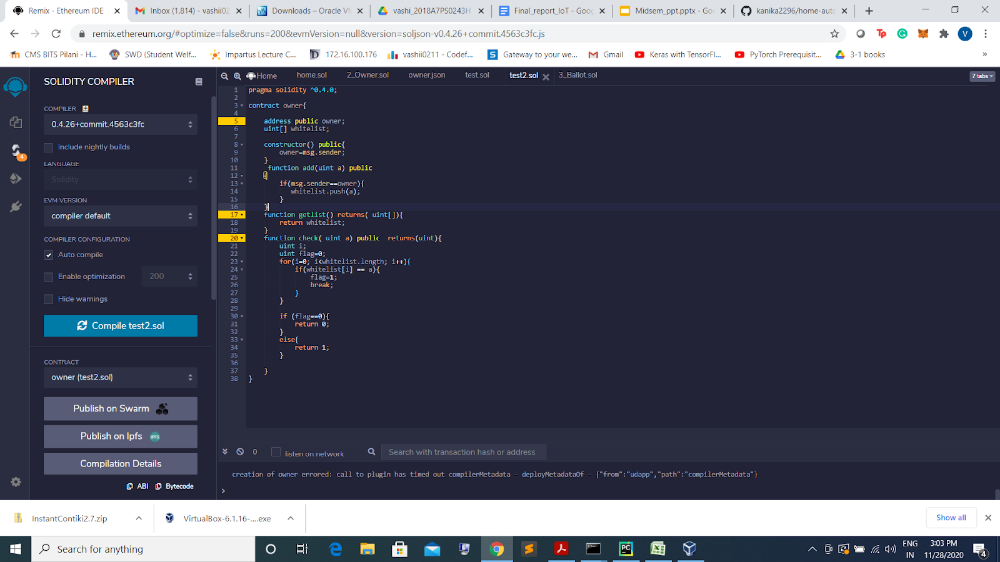 Remix - Ethereum IDE
Inbox (1,814) - vashii02
Downloads – Oracle VM
vashi_2018A7PS0243H
Final_report_IoT - Goog
Midsem_ppt.pptx - Goo
kanika2296/home-auto
remix.ethereum.org/#optimize=false&runs=200&evmVersion=null&version=soljson-v0.4.26+commit.4563c3fc.js
V
CMS BITS Pilani - H...
SWD (Student Welf...
Impartus Lecture C...
172.16.100.176
vashii0211 - Codef...
Gateway to your we...
Gmail
Keras with TensorFl...
PyTorch Prerequisit...
3-1 books
»
SOLIDITY COMPILER
COMPILER
0.4.26+commit.4563c3fc
Include nightly builds
LANGUAGE
Solidity
EVM VERSION
compiler default
COMPILER CONFIGURATION
Auto compile
Enable optimization
200
Hide warnings
Compile test2.sol
CONTRACT
owner (test2.sol)
Publish on Swarm
Publish on Ipfs
IPFS
Compilation Details
ABI
Bytecode
4
Home
home.sol
2_Owner.sol
owner.json
test.sol
test2.sol
3_Ballot.sol
7 tabs
1 pragma solidity ^0.4.0;
2
3 contract owner{
4
5 address public owner;
6 uint[] whitelist;
7
8 constructor() public{
9 owner=msg.sender;
10 }
11 function add(uint a) public
12 {
13 if(msg.sender==owner){
14 whitelist.push(a);
15 }
16 }
17 function getlist() returns( uint[]){
18 return whitelist;
19 }
20 function check( uint a) public  returns(uint){
21 uint i;
22 uint flag=0;
23 for(i=0; i<whitelist.length; i++){
24 if(whitelist[i] == a){
25 flag=1;
26 break;
27 }
28 }
29
30 if (flag==0){
31 return 0;
32 }
33 else{
34 return 1;
35 }
36
37 }
38 }
0
listen on network
Search with transaction hash or address
creation of owner errored: call to plugin has timed out compilerMetadata - deployMetadataOf - {"from":"udapp","path":"compilerMetadata"}
>
InstantContiki2.7.zip
VirtualBox-6.1.16-....exe
Show all
Search for anything
PC
ENG
IN
3:03 PM
11/28/2020
4